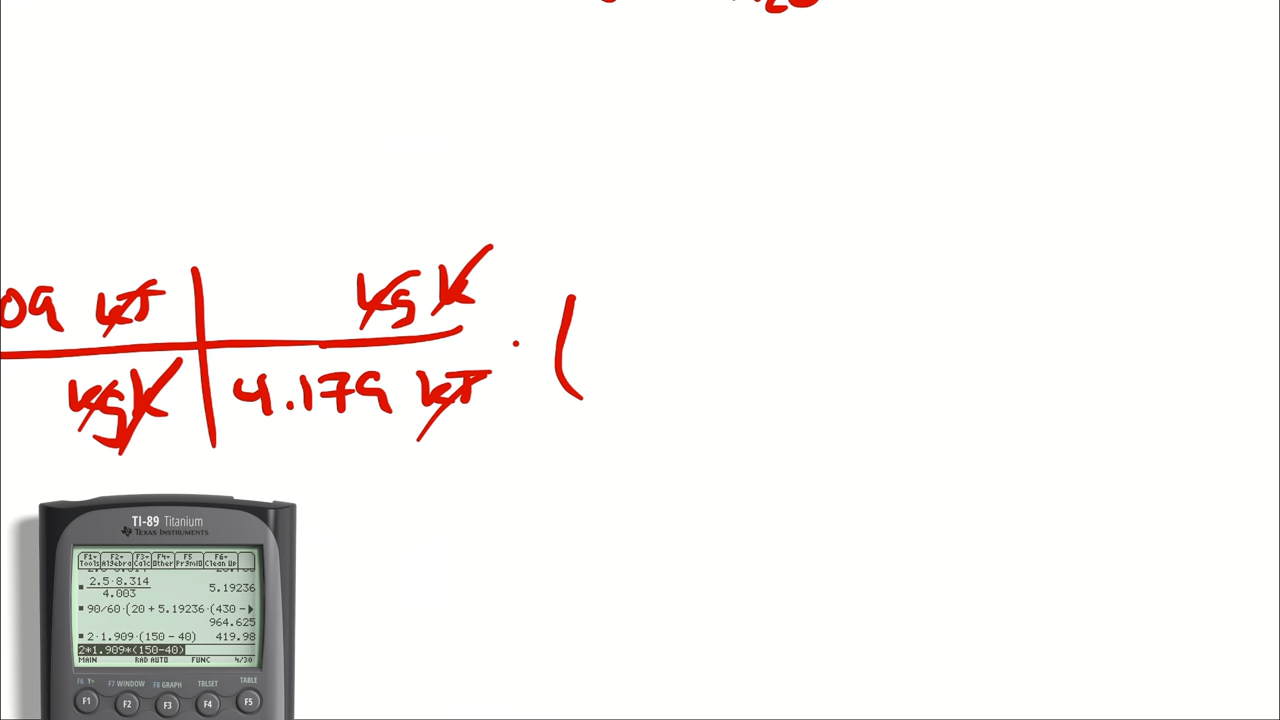 H₂O
09 kJ kg K
· (
kg K 4.179 kJ
TI-89 Titanium
TEXAS INSTRUMENTS
F1 F2 F3 F4 F5 F6
Tools Algebra Calc Other PrgmIO Clean Up
2.5·8.314
4.003 5.19236
90/60·(20 + 5.19236·(430 -
964.625
2·1.909·(150 - 40) 419.98
2*1.909*(150-40)
MAIN RAD AUTO FUNC 4/30
F6 Y= F7 WINDOW F8 GRAPH TBLSET TABLE
F1 F2 F3 F4 F5